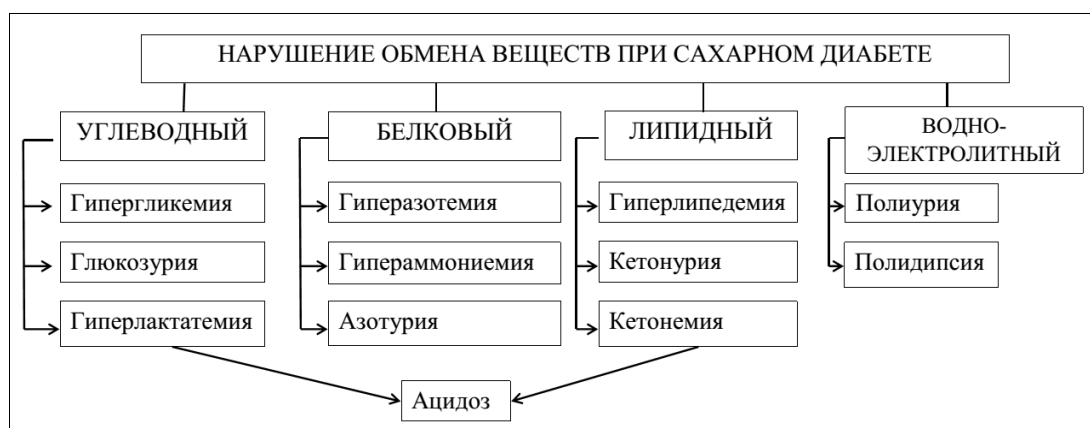 НАРУШЕНИЕ ОБМЕНА ВЕЩЕСТВ ПРИ САХАРНОМ ДИАБЕТЕ
УГЛЕВОДНЫЙ
Гипергликемия
Глюкозурия
Гиперлактатемия
БЕЛКОВЫЙ
Гиперазотемия
Гипераммониемия
Азотурия
ЛИПИДНЫЙ
Гиперлипедемия
Кетонурия
Кетонемия
ВОДНО-
ЭЛЕКТРОЛИТНЫЙ
Полиурия
Полидипсия
Ацидоз